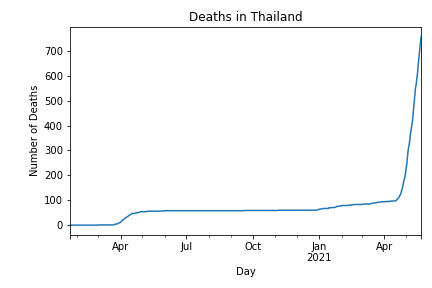 Deaths in Thailand
Number of Deaths
700
600
500
400
300
200
100
0
Apr
Jul
Oct
Jan
2021
Apr
Day